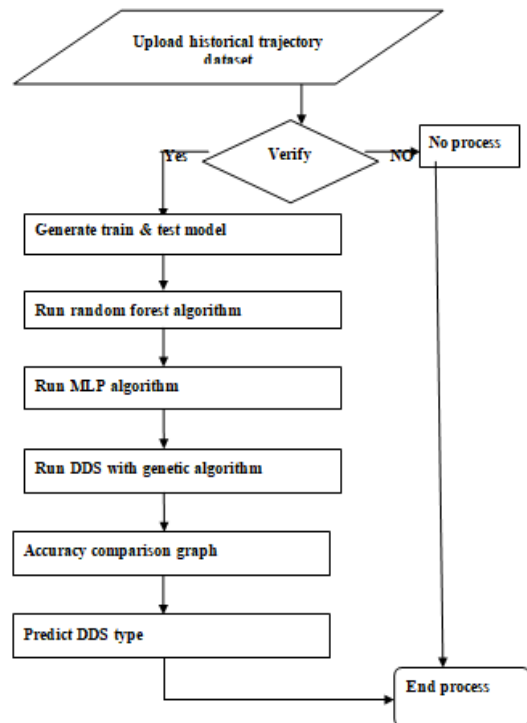 Upload historical trajectory
dataset
Verify
Yes
NO
No process
Generate train & test model
Run random forest algorithm
Run MLP algorithm
Run DDS with genetic algorithm
Accuracy comparison graph
Predict DDS type
End process